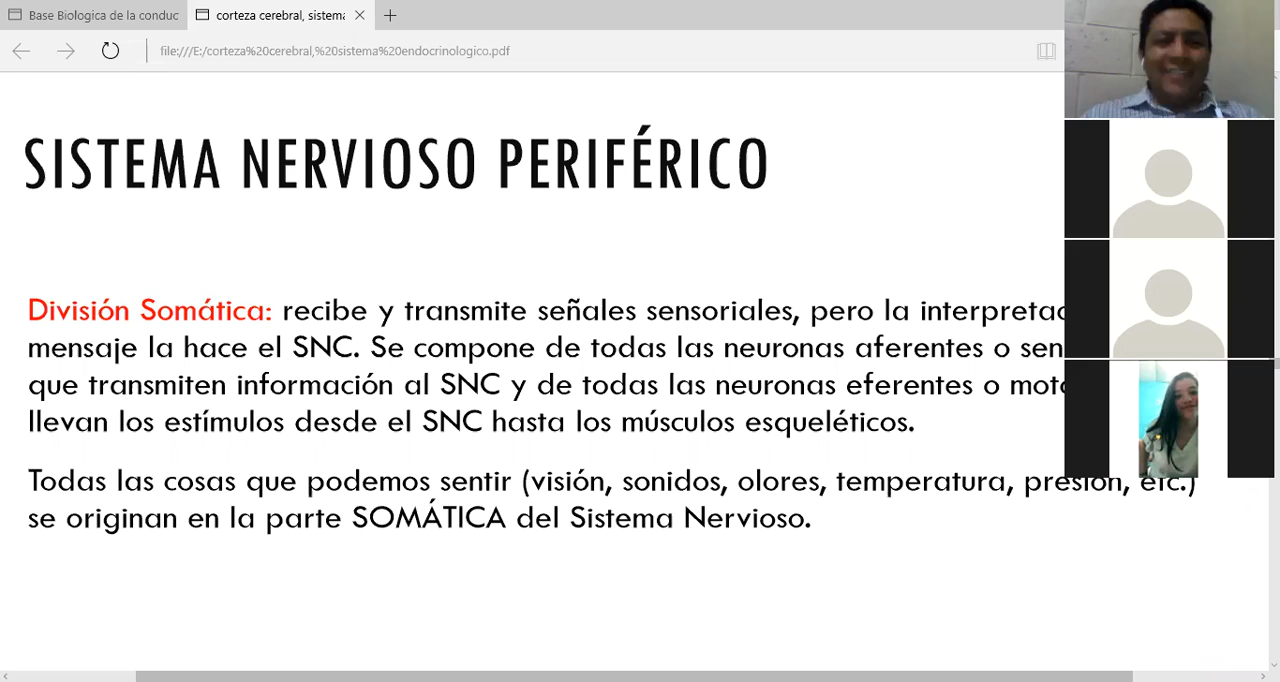 Base Biologica de la conduc
corteza cerebral, sistema
file:///E:/corteza%20cerebral,%20sistema%20endocrinologico.pdf
SISTEMA NERVIOSO PERIFÉRICO
División Somática: recibe y transmite señales sensoriales, pero la interpretac
mensaje la hace el SNC. Se compone de todas las neuronas aferentes o sen
que transmiten información al SNC y de todas las neuronas eferentes o moto
llevan los estímulos desde el SNC hasta los músculos esqueléticos.
Todas las cosas que podemos sentir (visión, sonidos, olores, temperatura, presión, etc.)
se originan en la parte SOMÁTICA del Sistema Nervioso.